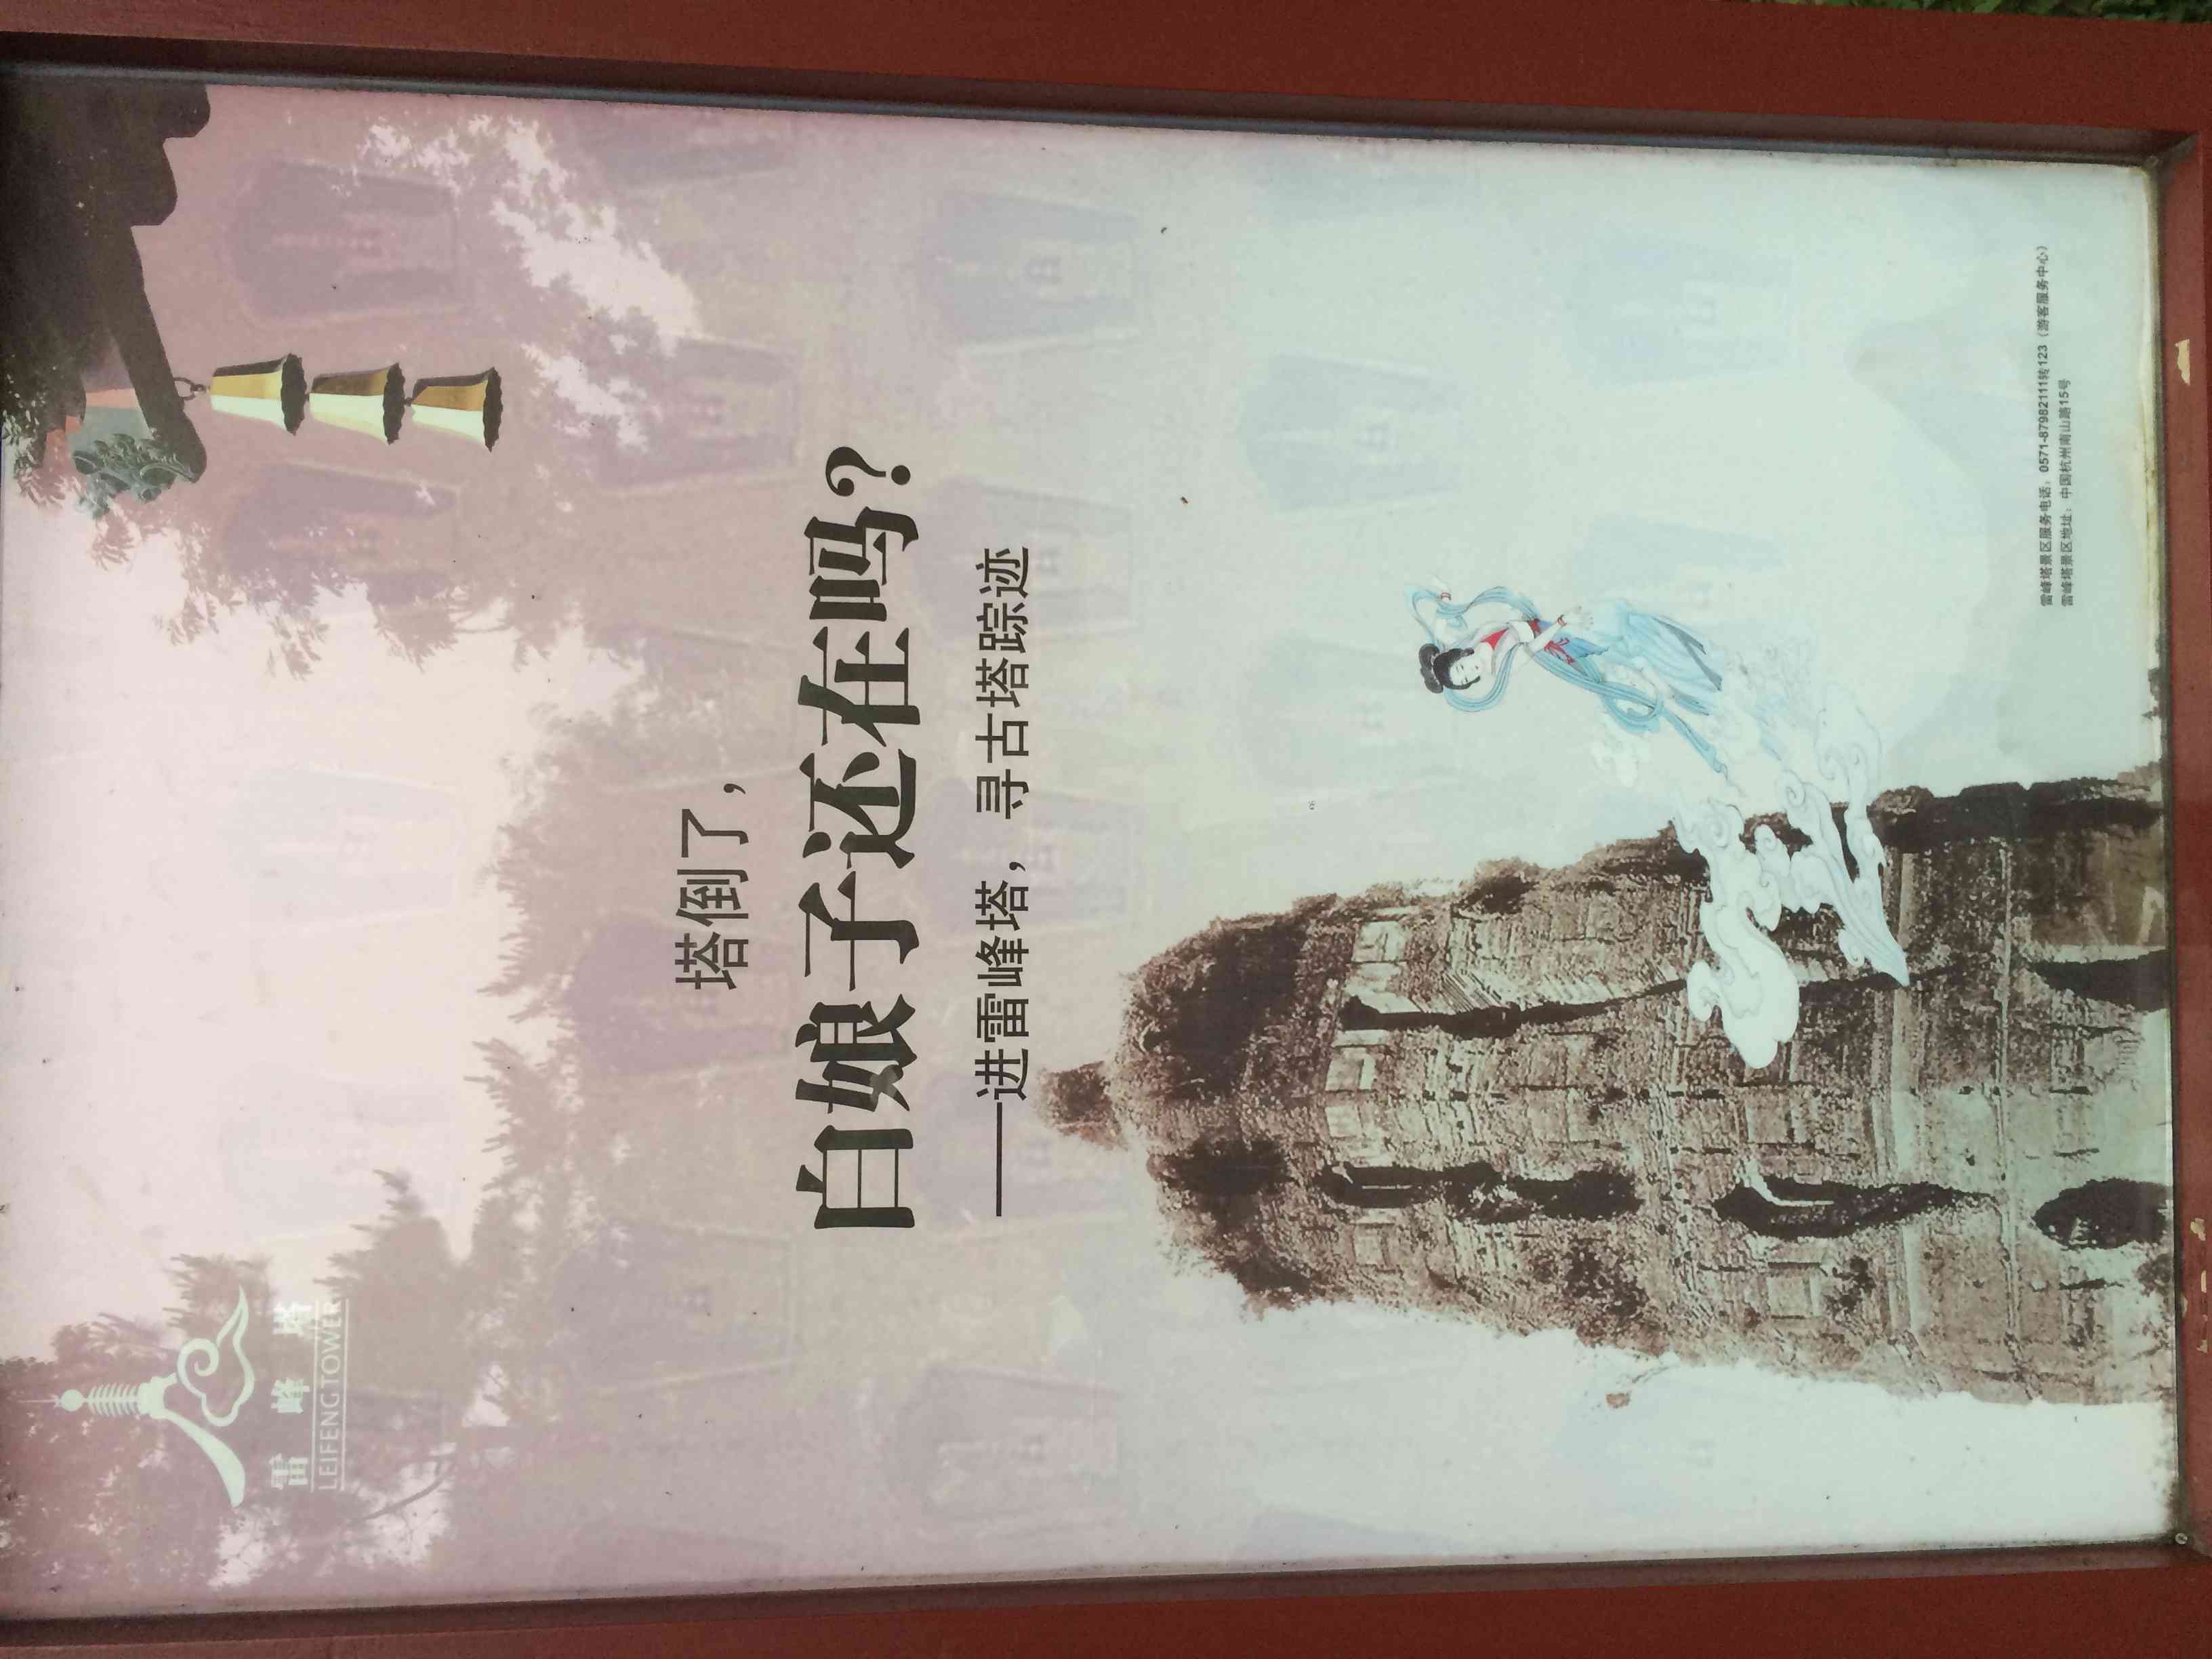 雷峰塔
LEIFENG TOWER
塔倒了，
白娘子还在吗？
——进雷峰塔，寻古塔踪迹
雷峰塔景区服务电话：0571-87982111转123（游客服务中心）
雷峰塔景区地址：中国杭州南山路15号